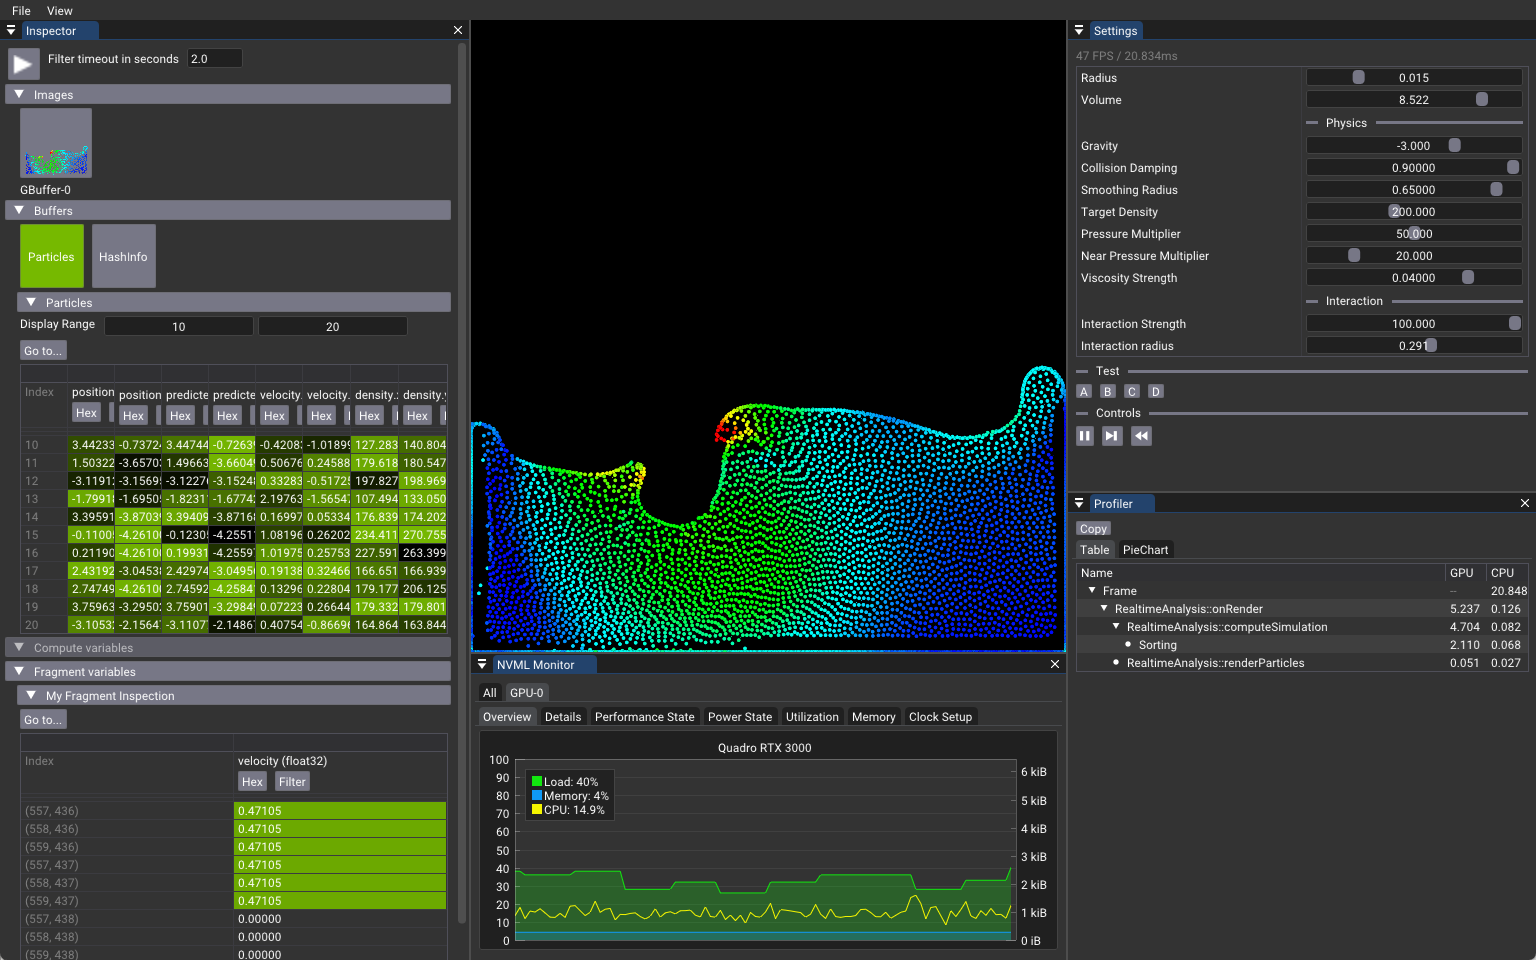 File View
Inspector
Filter timeout in seconds 2.0
Images
GBuffer-0
Buffers
Particles HashInfo
Particles
Display Range 10 20
Go to...
Index position position predicte predicte velocity. velocity. density. density.
Hex Hex Hex Hex Hex Hex Hex Hex
10 3.44233 -0.7372 3.44744 -0.7263 -0.4208 -1.0189 127.283 140.804
11 1.50322 -3.6570 1.49663 -3.6604 0.50676 0.24588 179.618 180.547
12 -3.1191 -3.1569 -3.1227 -3.1524 0.33283 -0.5172 197.827 198.969
13 -1.7991 -1.6950 -1.8231 -1.6774 2.19763 -1.5654 107.494 133.050
14 3.39591 -3.8703 3.39409 -3.8716 0.16997 0.05334 176.839 174.202
15 -0.1100 -4.2610 -0.1230 -4.2551 1.08196 0.26202 234.411 270.755
16 0.21190 -4.2610 0.19931 -4.2559 1.01975 0.25753 227.591 263.399
17 2.43192 -3.0453 2.42974 -3.0495 0.19138 0.32466 166.651 166.939
18 2.74749 -4.2610 2.74592 -4.2584 0.13296 0.22804 179.177 206.125
19 3.75963 -3.2950 3.75901 -3.2984 0.07223 0.26644 179.332 179.801
20 -3.1053 -2.1564 -3.1107 -2.1486 0.40754 -0.8669 164.864 163.844
Compute variables
Fragment variables
My Fragment Inspection
Go to...
Index velocity (float32)
Hex Filter
(557, 436) 0.47105
(558, 436) 0.47105
(559, 436) 0.47105
(557, 437) 0.47105
(558, 437) 0.47105
(559, 437) 0.47105
(557, 438) 0.00000
(558, 438) 0.00000
(559, 438) 0.00000
NVML Monitor
All GPU-0
Overview Details Performance State Power State Utilization Memory Clock Setup
Quadro RTX 3000
100
90
80
70
60
50
40
30
20
10
0
Load: 40%
Memory: 4%
CPU: 14.9%
6 kiB
5 kiB
4 kiB
3 kiB
2 kiB
1 kiB
0 iB
Settings
47 FPS / 20.834ms
Radius 0.015
Volume 8.522
Physics
Gravity -3.000
Collision Damping 0.90000
Smoothing Radius 0.65000
Target Density 200.000
Pressure Multiplier 50.000
Near Pressure Multiplier 20.000
Viscosity Strength 0.04000
Interaction
Interaction Strength 100.000
Interaction radius 0.291
Test
A B C D
Controls
Profiler
Copy
Table PieChart
Name GPU CPU
Frame -- 20.848
RealtimeAnalysis::onRender 5.237 0.126
RealtimeAnalysis::computeSimulation 4.704 0.082
Sorting 2.110 0.068
RealtimeAnalysis::renderParticles 0.051 0.027